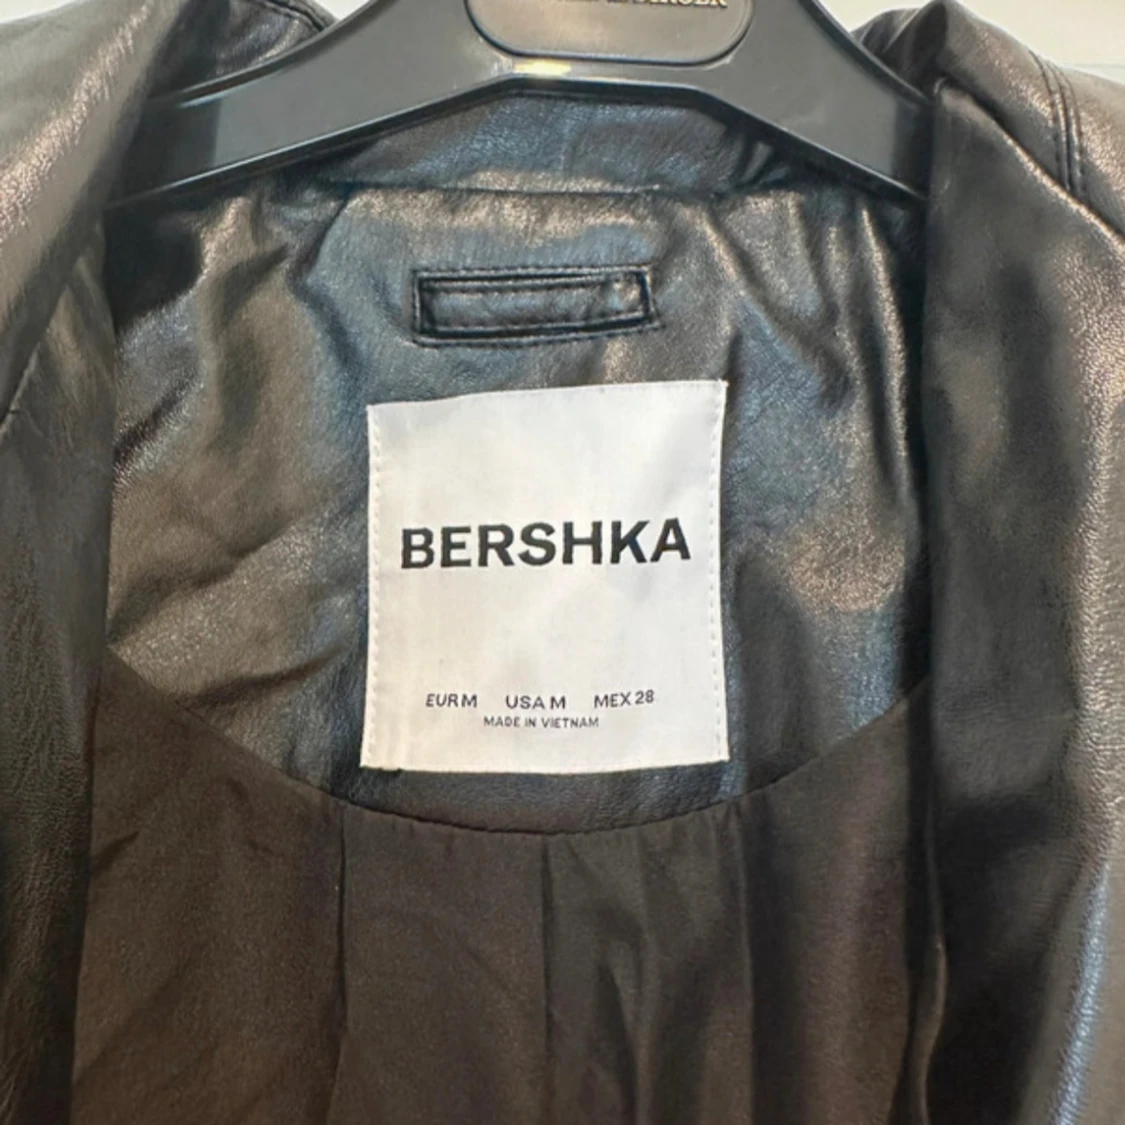 BERSHKA
EUR M USA M MEX 28
MADE IN VIETNAM